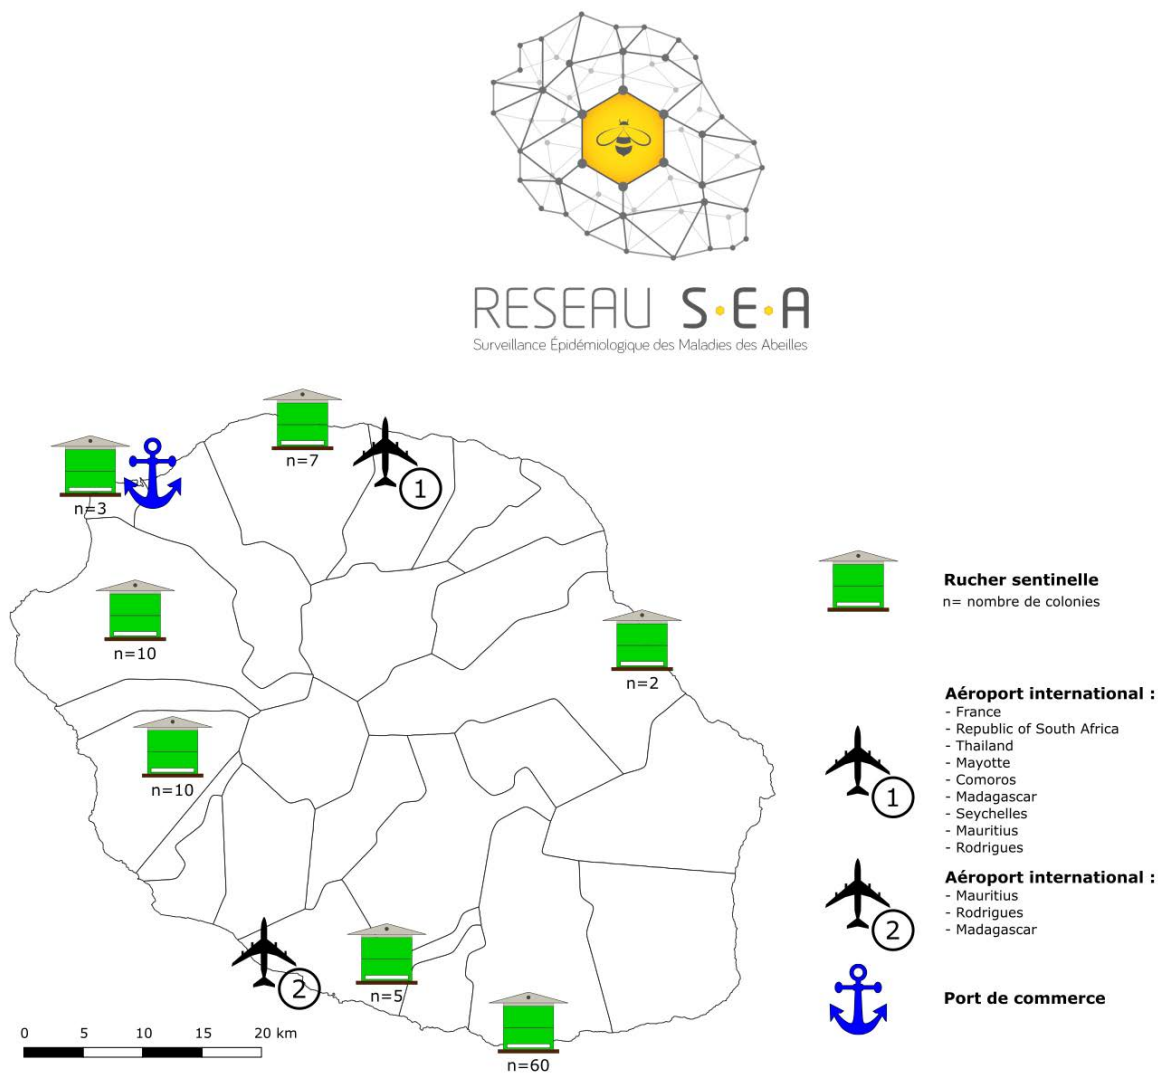 RESEAU S·E·A
Surveillance Épidémiologique des Maladies des Abeilles
n=7
1
n=3
n=10
n=2
n=10
2
n=5
n=60
0 5 10 15 20 km
Rucher sentinelle
n= nombre de colonies
Aéroport international :
- France
- Republic of South Africa
- Thailand
- Mayotte
- Comoros
- Madagascar
- Seychelles
- Mauritius
- Rodrigues
1
Aéroport international :
- Mauritius
- Rodrigues
- Madagascar
2
Port de commerce